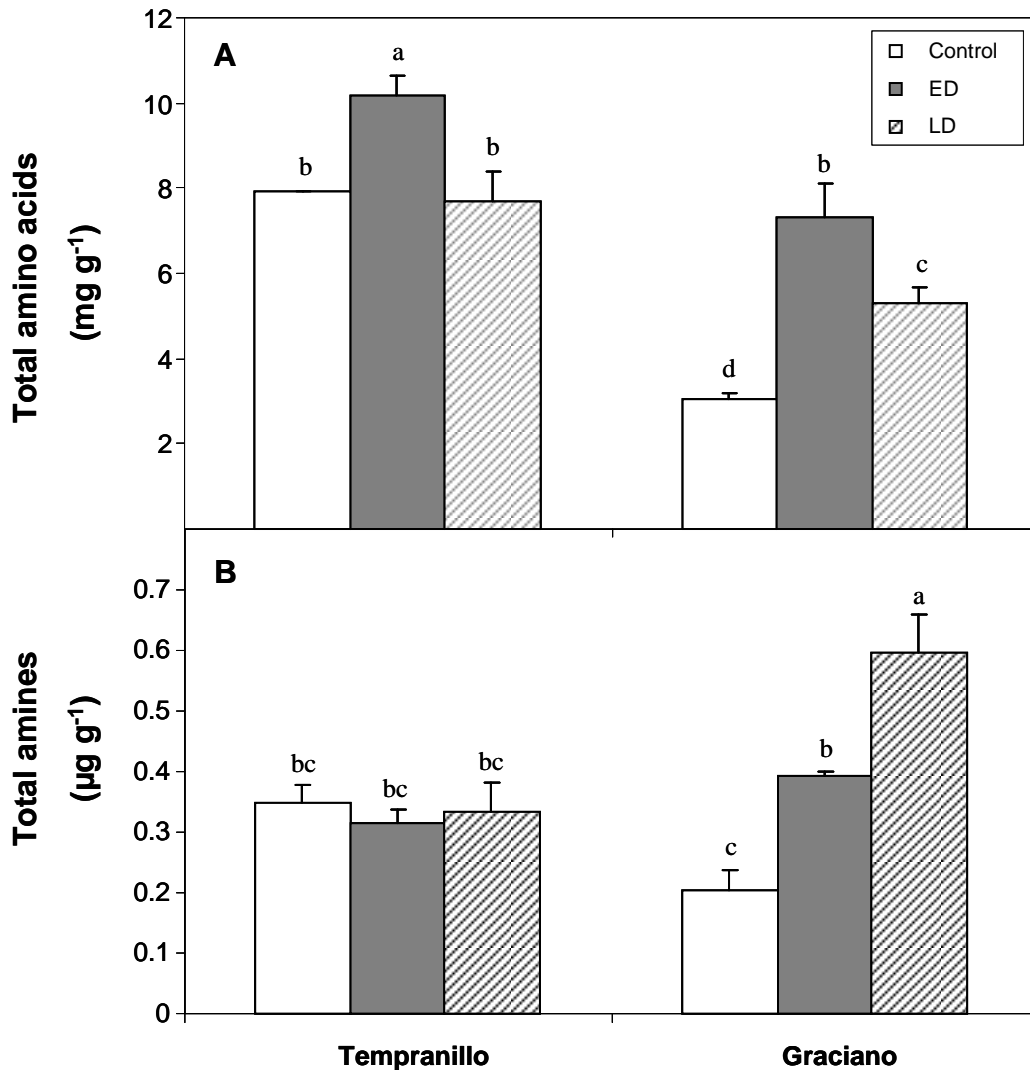 A
Control
ED
LD
Total amino acids
(mg g⁻¹)
12
10
8
6
4
2
b
a
b
d
b
c
B
Total amines
(µg g⁻¹)
0.7
0.6
0.5
0.4
0.3
0.2
0.1
0
bc
bc
bc
c
b
a
Tempranillo
Graciano